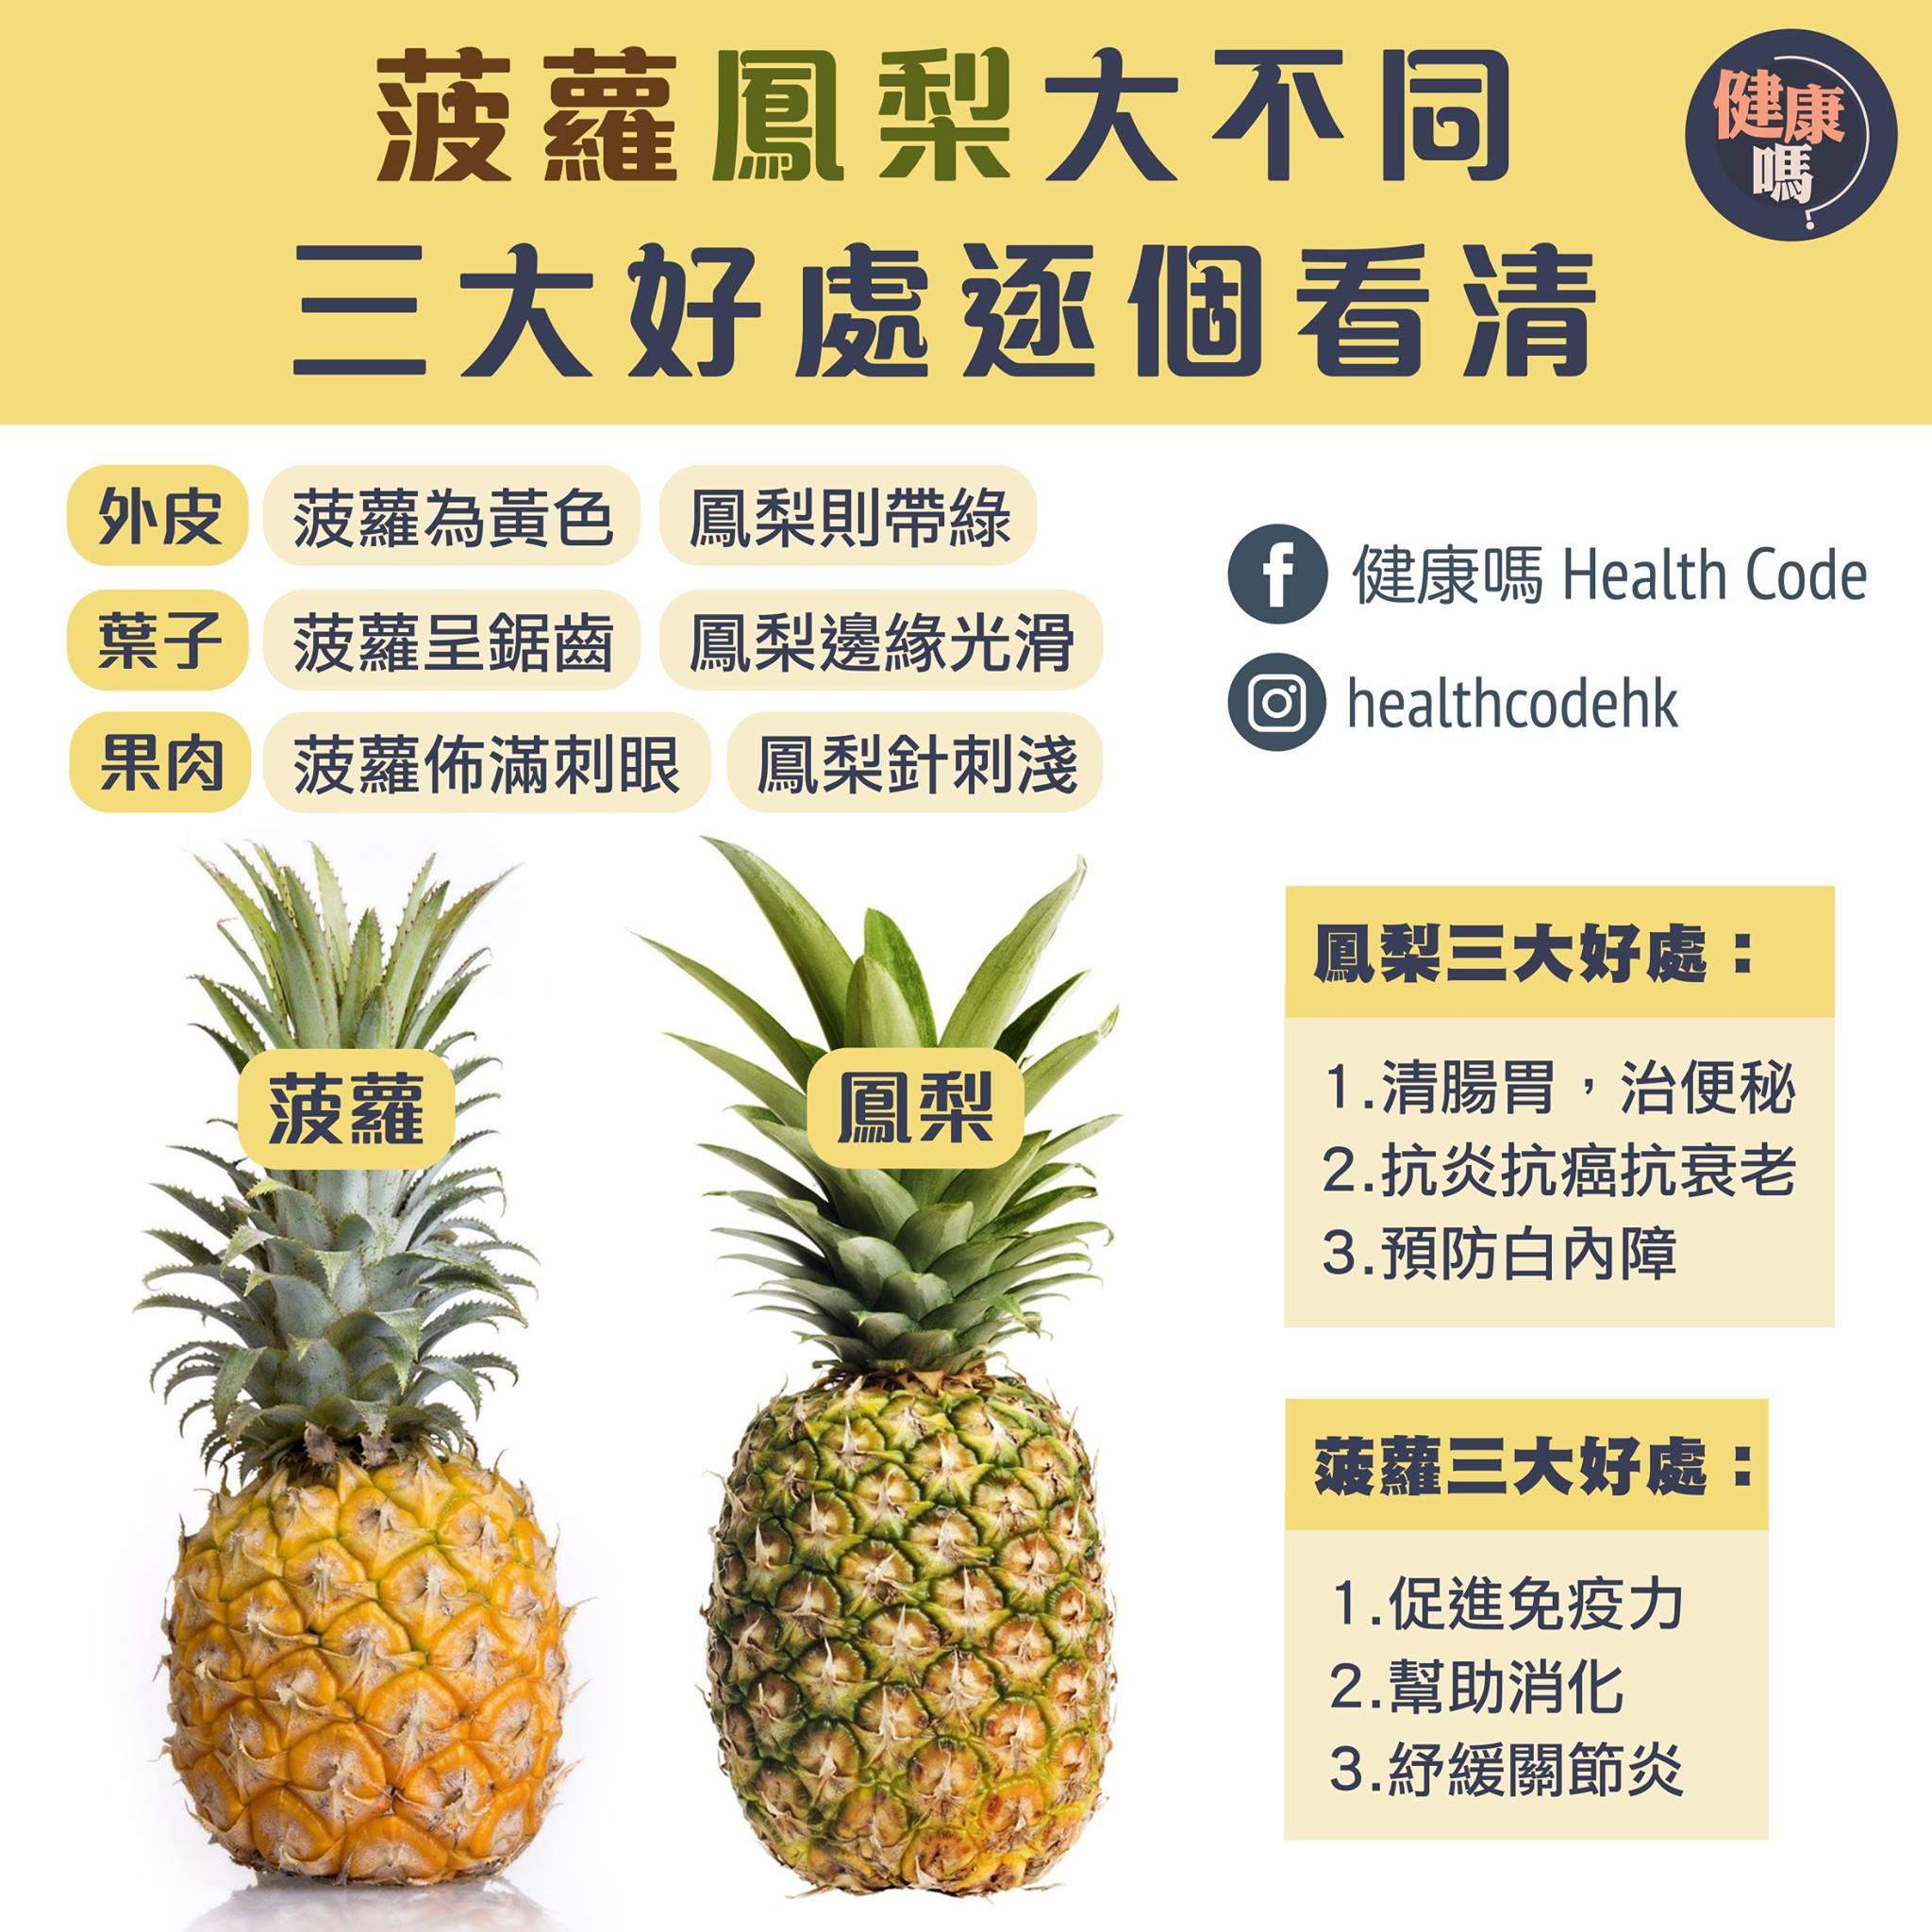 菠蘿鳳梨大不同
三大好處逐個看清
健康
嗎?
外皮 菠蘿為黃色 鳳梨則帶綠
葉子 菠蘿呈鋸齒 鳳梨邊緣光滑
果肉 菠蘿佈滿刺眼 鳳梨針刺淺
健康嗎 Health Code
healthcodehk
菠蘿
鳳梨
鳳梨三大好處：
1.清腸胃，治便秘
2.抗炎抗癌抗衰老
3.預防白內障
菠蘿三大好處：
1.促進免疫力
2.幫助消化
3.紓緩關節炎